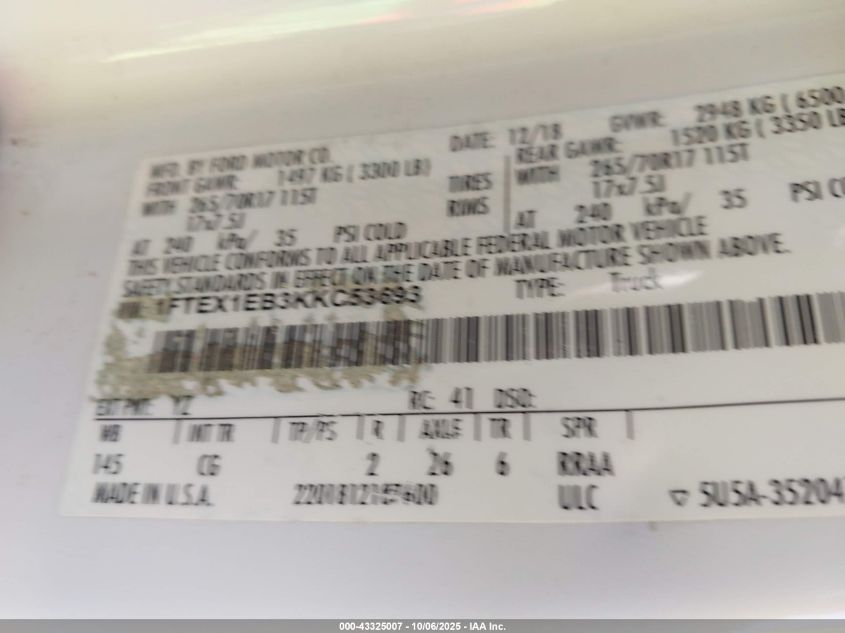 MFD. BY FORD MOTOR CO. DATE: 12/18 GVWR: 2948 KG ( 6500
FRONT GAWR: 1497 KG ( 3300 LB) REAR GAWR: 1520 KG ( 3350 LB
WITH 265/70R17 115T TIRES WITH 265/70R17 115T
17x7.5J RIMS 17x7.5J
AT 240 kPa/ 35 PSI COLD AT 240 kPa/ 35 PSI CO
THIS VEHICLE CONFORMS TO ALL APPLICABLE FEDERAL MOTOR VEHICLE
SAFETY STANDARDS IN EFFECT ON THE DATE OF MANUFACTURE SHOWN ABOVE.
1FTEX1EB3KKC53693 TYPE: Truck
EXT PNT: YZ RC: 41 DSO:
WB INT TR TP/PS R AXLE TR SPR
145 CG 2 26 6 RRAA
MADE IN U.S.A. ULC 5U5A-35204
000-43325007 - 10/06/2025 - IAA Inc.